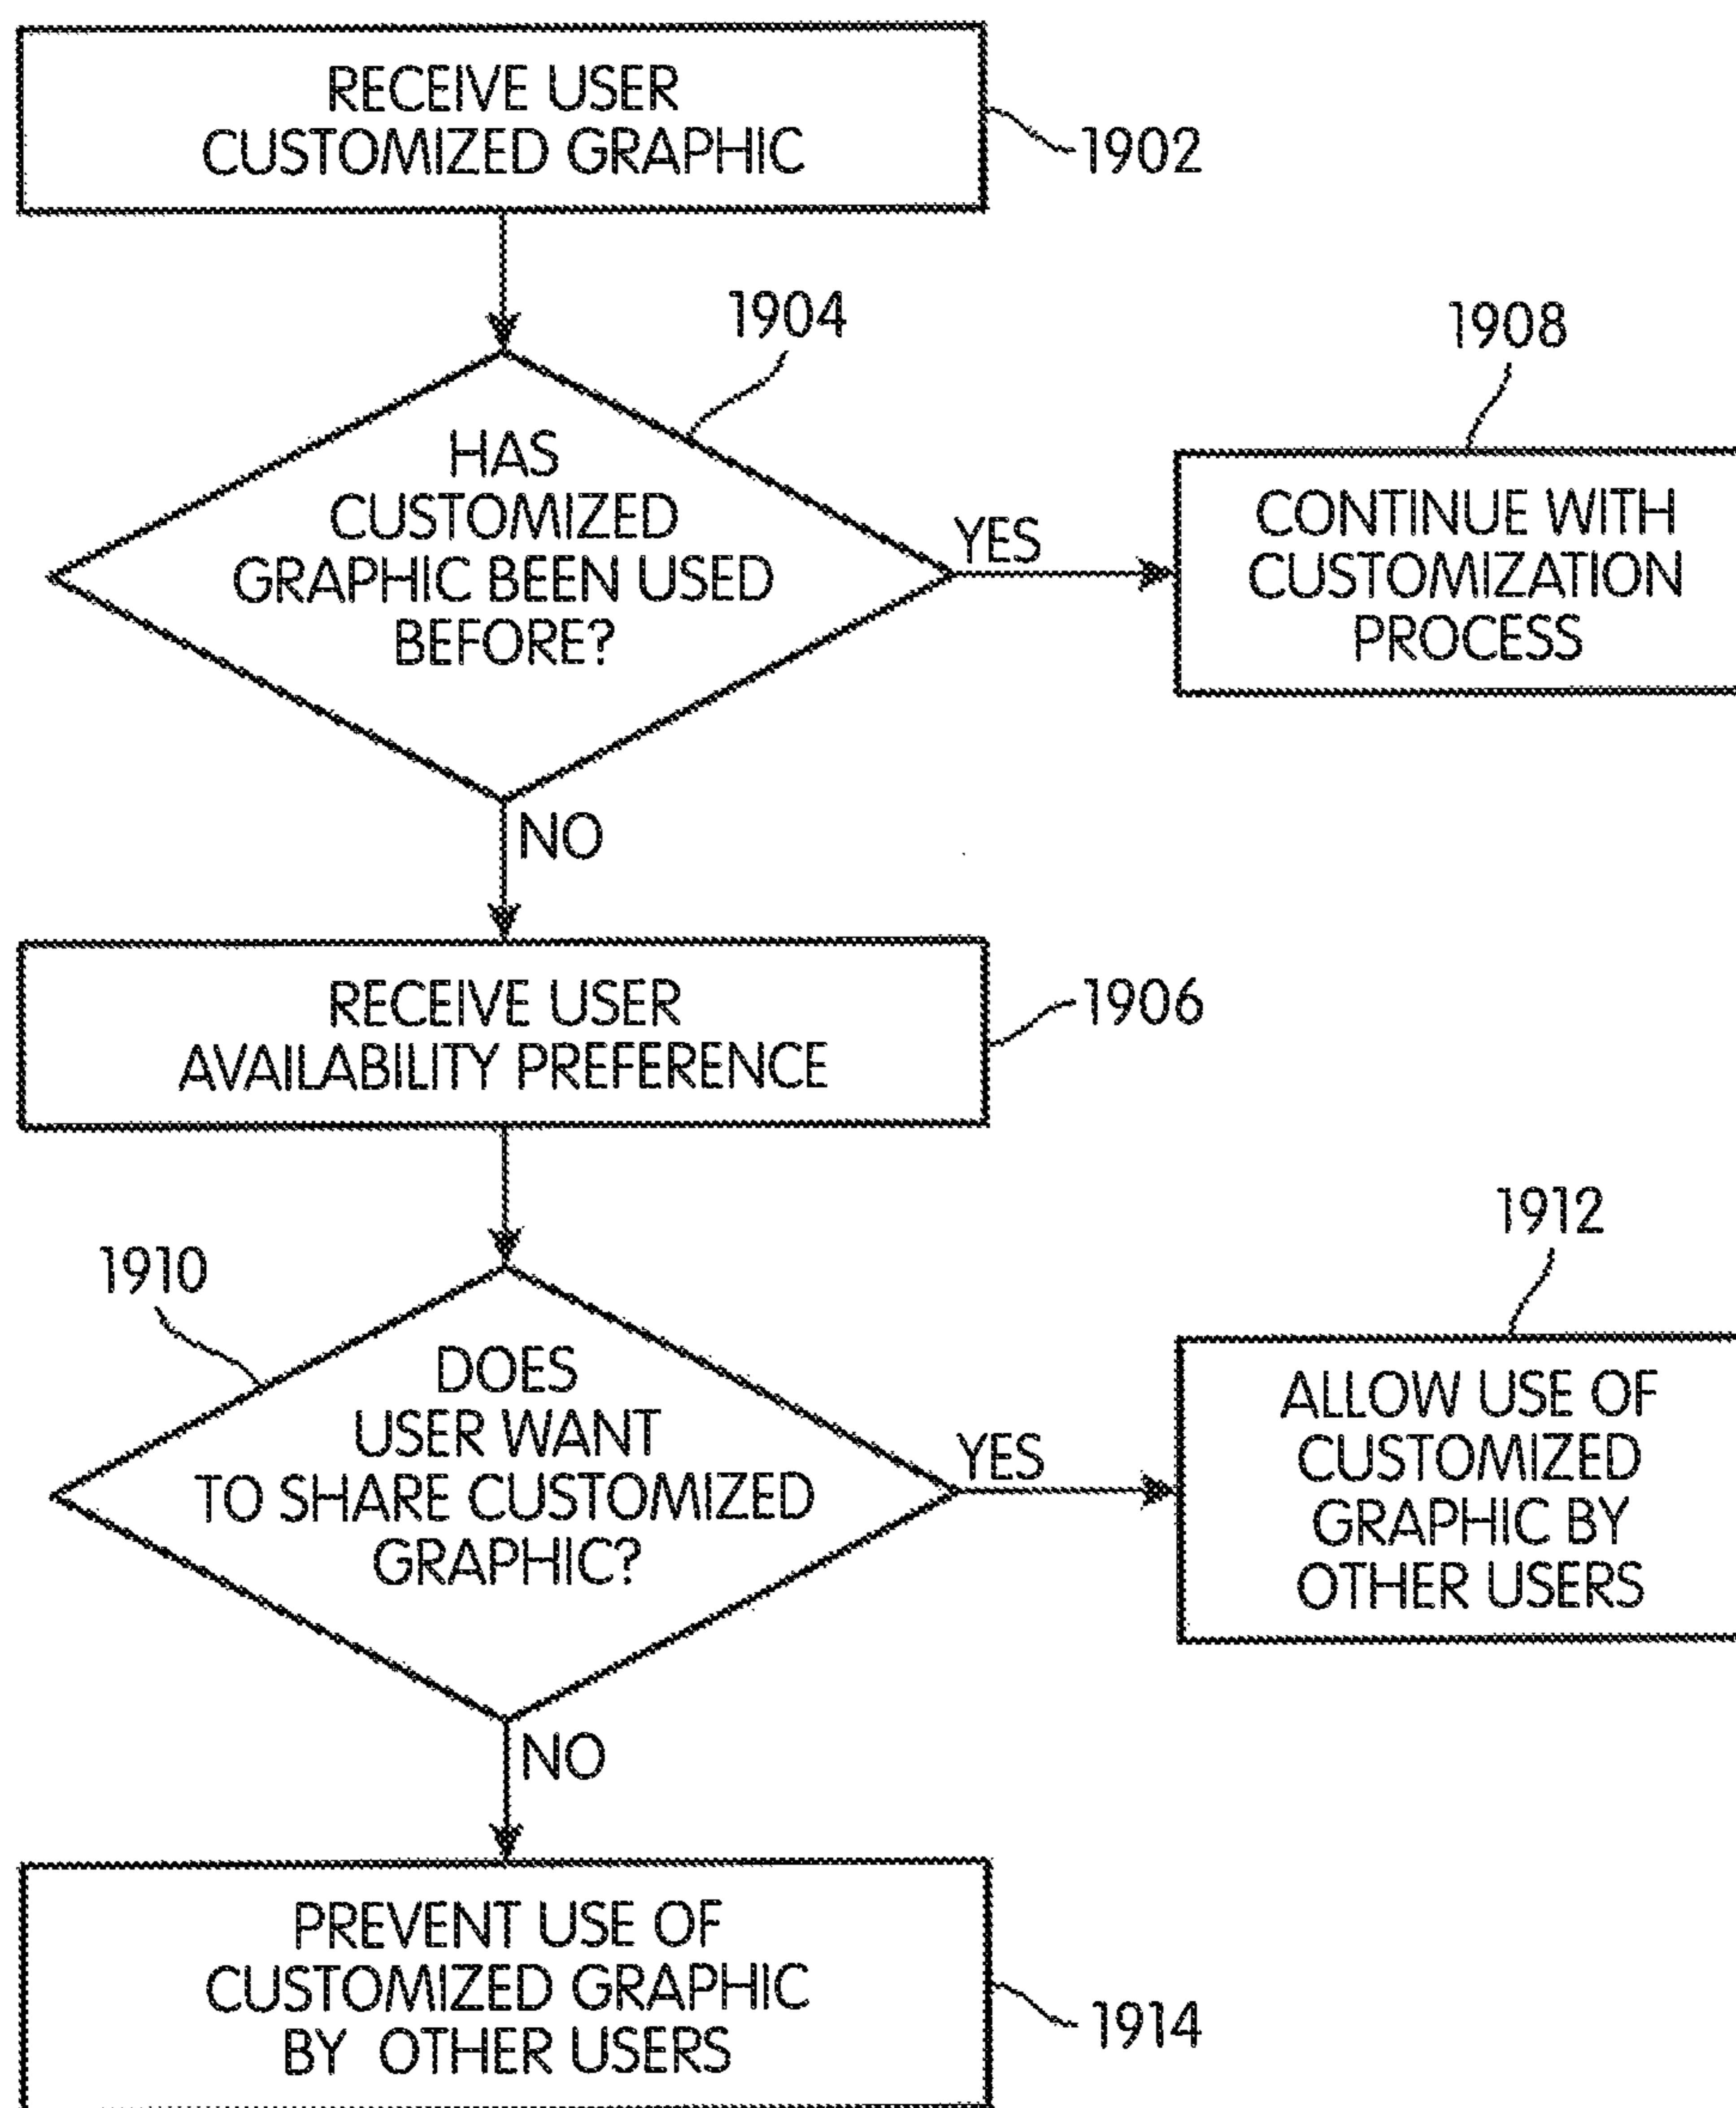 RECEIVE USER
CUSTOMIZED GRAPHIC
1902
1904
HAS
CUSTOMIZED
GRAPHIC BEEN USED
BEFORE?
YES
1908
CONTINUE WITH
CUSTOMIZATION
PROCESS
NO
RECEIVE USER
AVAILABILITY PREFERENCE
1906
1910
DOES
USER WANT
TO SHARE CUSTOMIZED
GRAPHIC?
YES
1912
ALLOW USE OF
CUSTOMIZED
GRAPHIC BY
OTHER USERS
NO
PREVENT USE OF
CUSTOMIZED GRAPHIC
BY OTHER USERS
1914